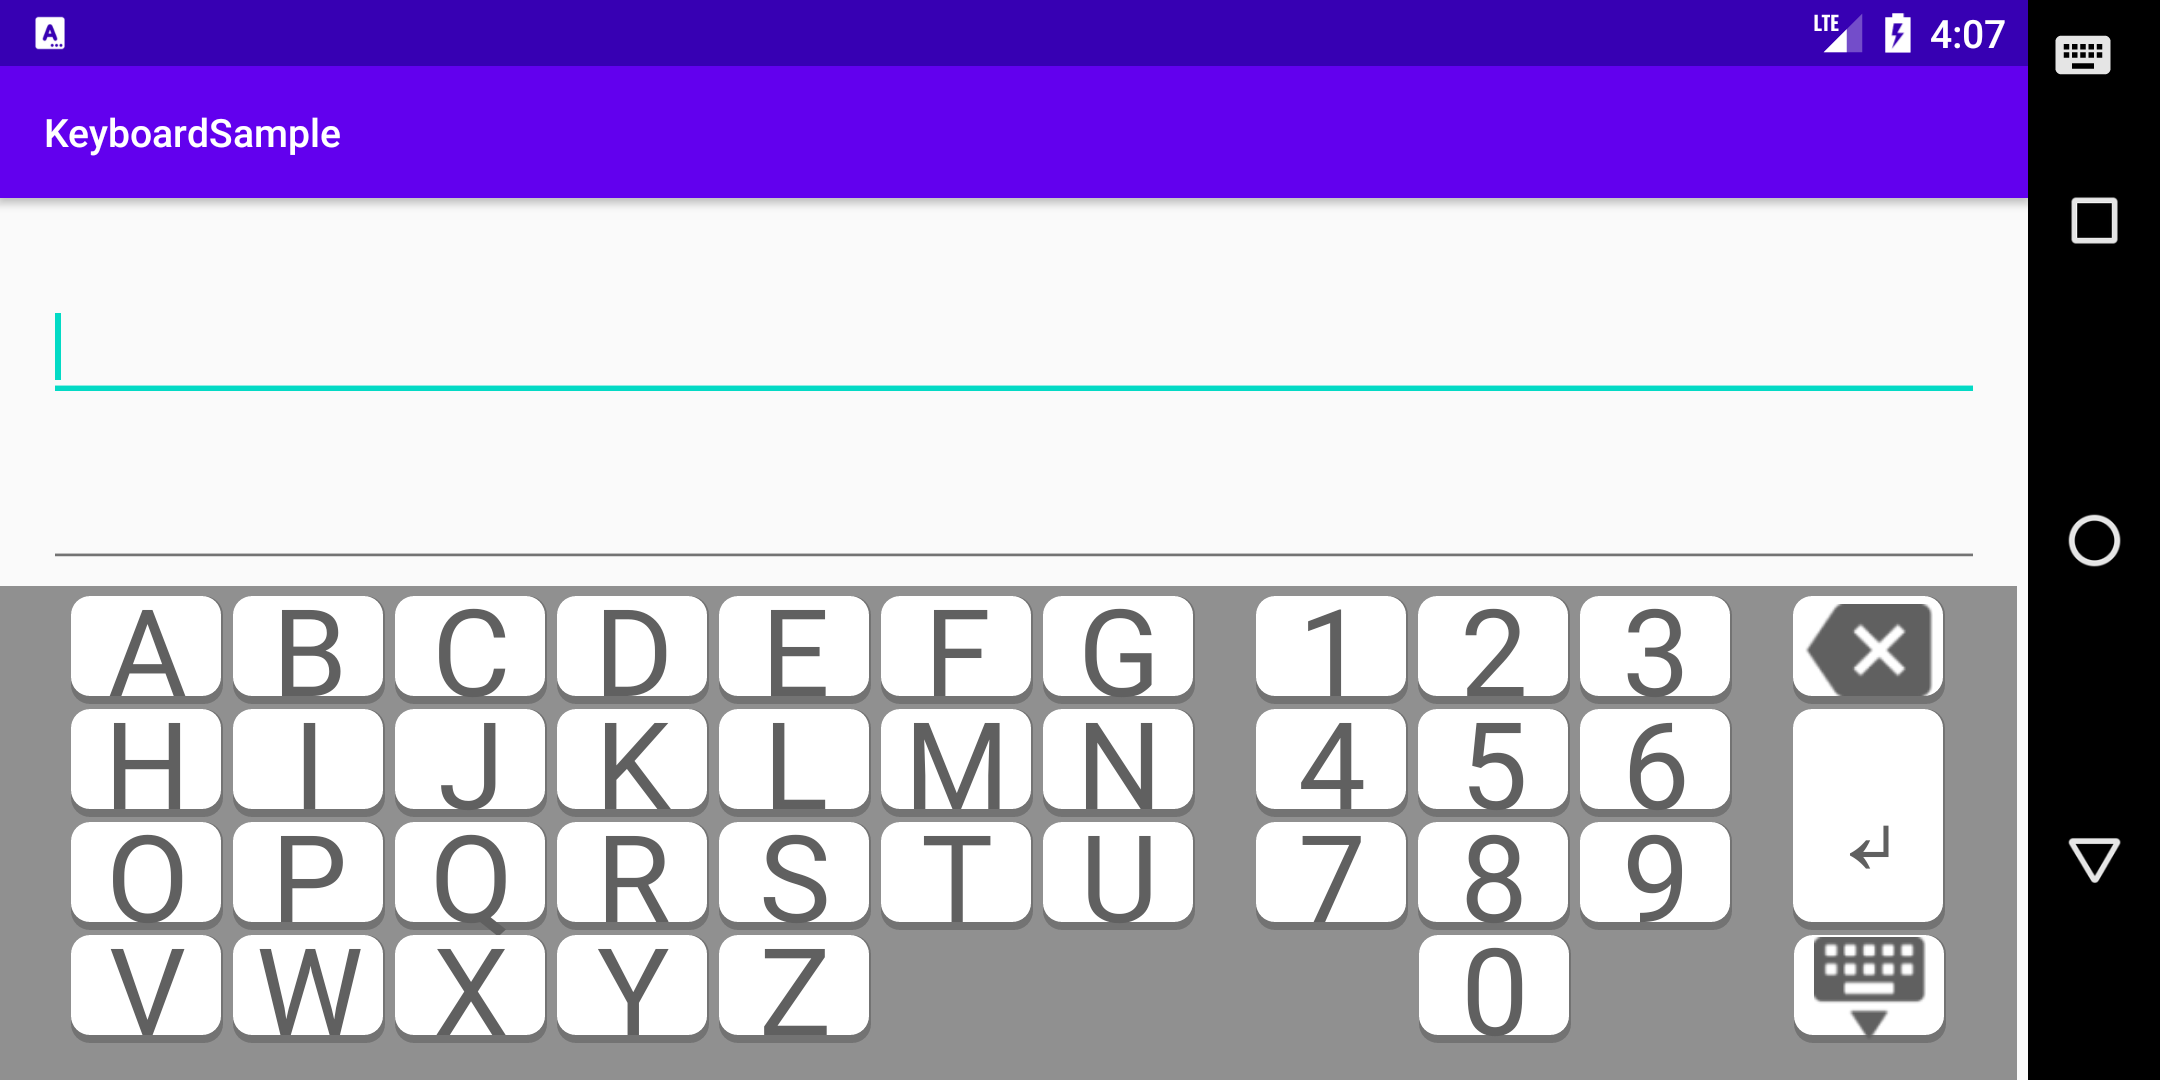 A
LTE 4:07
KeyboardSample
A B C D E F G 1 2 3
H I J K L M N 4 5 6
O P Q R S T U 7 8 9
V W X Y Z 0